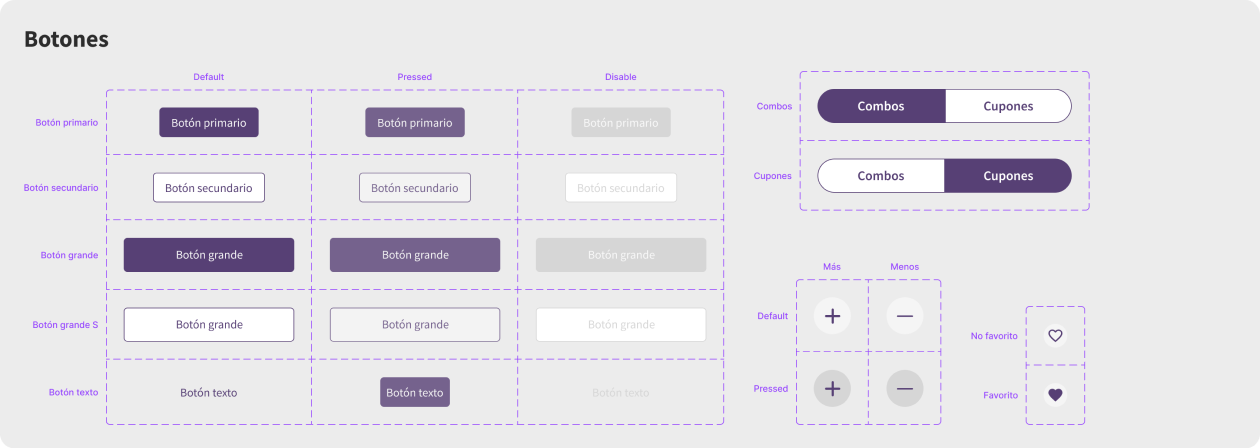 Botones
Default Pressed Disable
Botón primario Botón primario Botón primario Botón primario
Botón secundario Botón secundario Botón secundario Botón secundario
Botón grande Botón grande Botón grande Botón grande
Botón grande S Botón grande Botón grande Botón grande
Botón texto Botón texto Botón texto Botón texto
Combos Combos Cupones
Cupones Combos Cupones
Más Menos
Default
Pressed
No favorito
Favorito